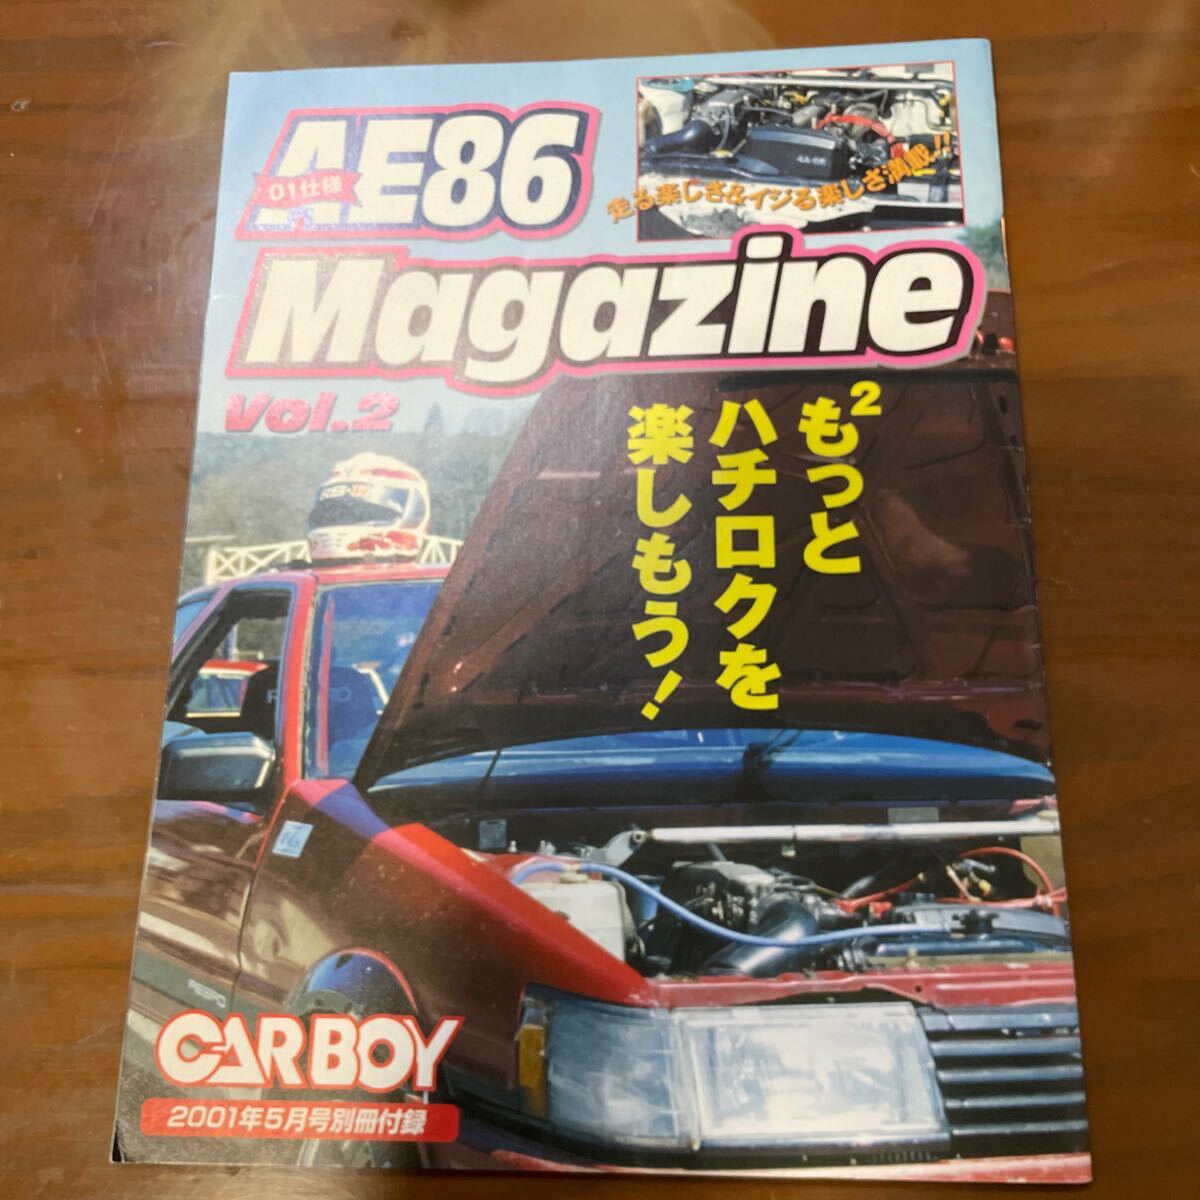 AE86
01仕様
走る楽しさ&イジる楽しさ満載!!
Magazine
Vol.2
もっと²
ハチロクを
楽しもう!
CARBOY
2001年5月号別冊付録